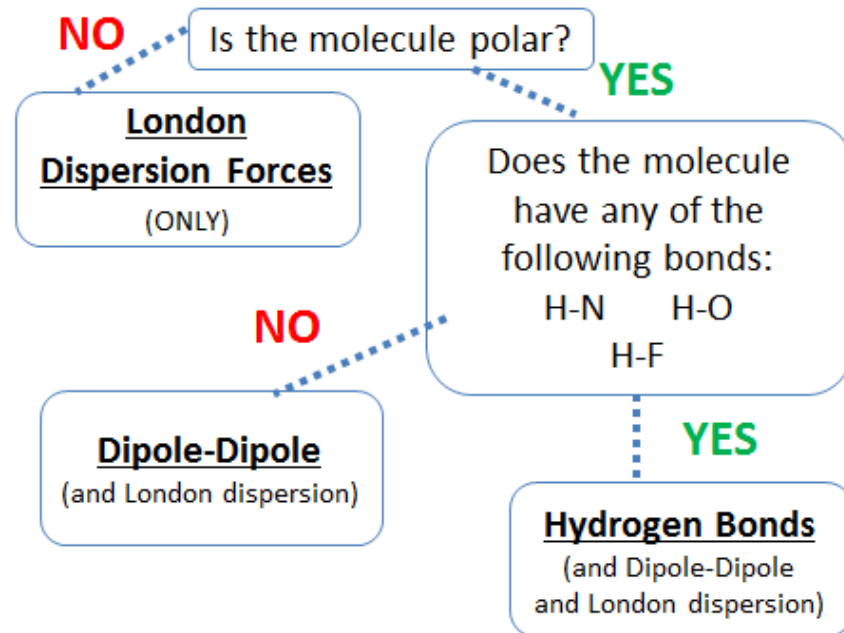 NO
Is the molecule polar?
YES
London
Dispersion Forces
(ONLY)
Does the molecule
have any of the
following bonds:
H-N H-O
H-F
NO
Dipole-Dipole
(and London dispersion)
YES
Hydrogen Bonds
(and Dipole-Dipole
and London dispersion)